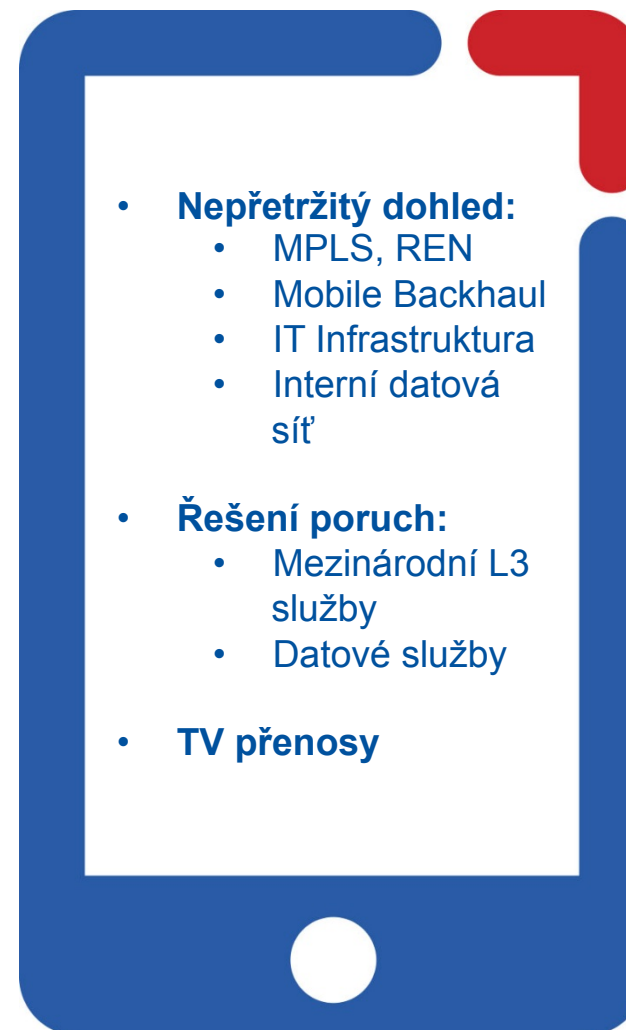 • Nepřetržitý dohled:
• MPLS, REN
• Mobile Backhaul
• IT Infrastruktura
• Interní datová
síť
• Řešení poruch:
• Mezinárodní L3
služby
• Datové služby
• TV přenosy